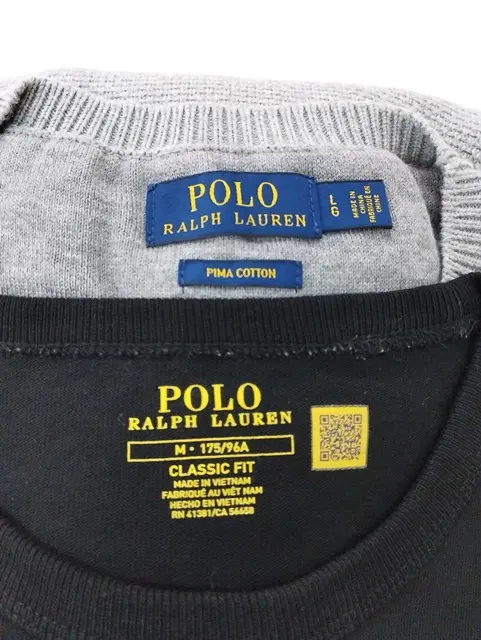 POLO
RALPH LAUREN
L
G
MADE IN
CHINA
FABRIQUÉ EN
CHINE
PIMA COTTON
POLO
RALPH LAUREN
M • 175/96A
CLASSIC FIT
MADE IN VIETNAM
FABRIQUÉ AU VIÊT NAM
HECHO EN VIETNAM
RN 41381/CA 56658